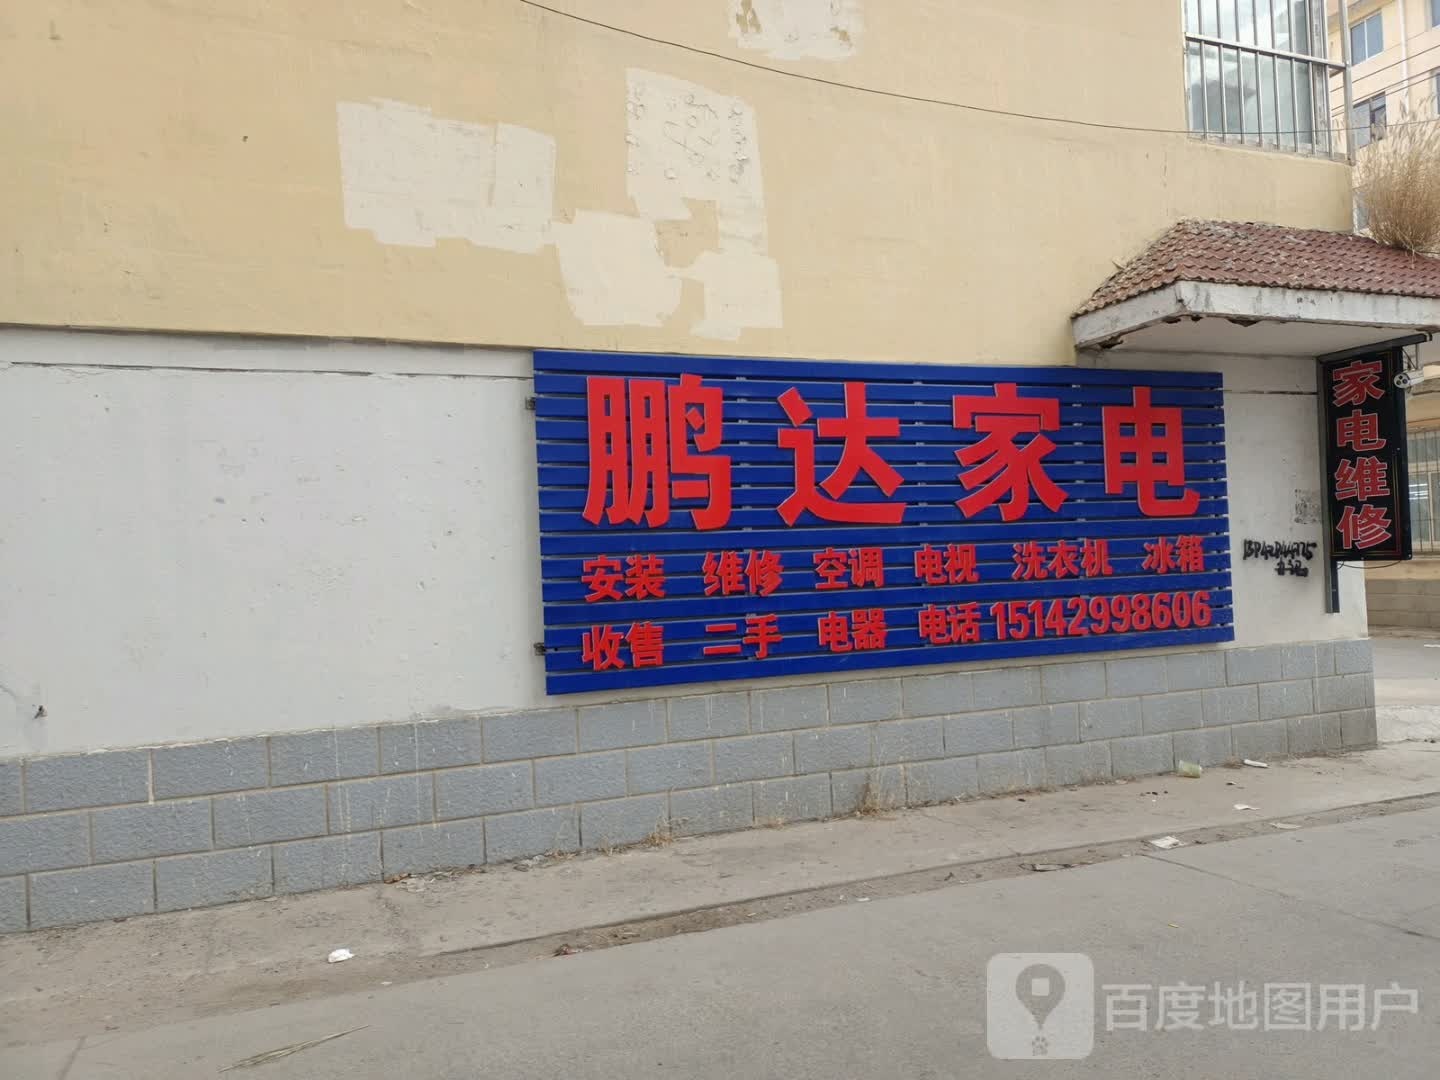 鹏达家电
安装 维修 空调 电视 洗衣机 冰箱
收售 二手 电器 电话 15142998606
家电维修
百度地图用户